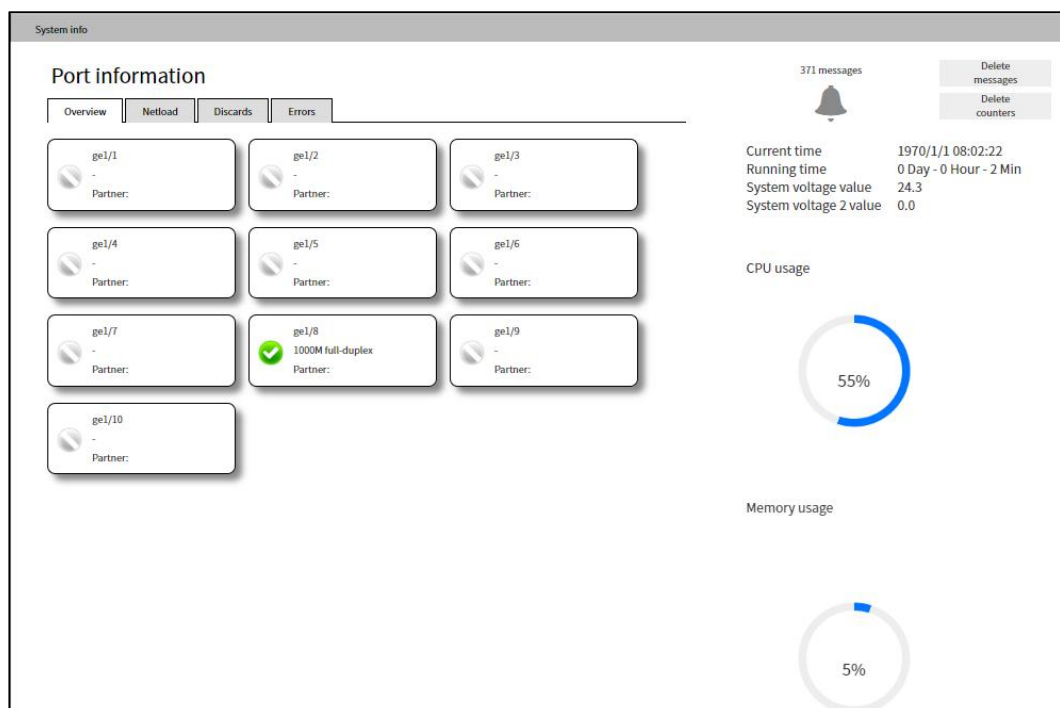 System info
Port information
371 messages
Delete
messages
Delete
counters
Overview
Netload
Discards
Errors
ge1/1
-
Partner:
ge1/2
-
Partner:
ge1/3
-
Partner:
ge1/4
-
Partner:
ge1/5
-
Partner:
ge1/6
-
Partner:
ge1/7
-
Partner:
ge1/8
1000M full-duplex
Partner:
ge1/9
-
Partner:
ge1/10
-
Partner:
Current time 1970/1/1 08:02:22
Running time 0 Day - 0 Hour - 2 Min
System voltage value 24.3
System voltage 2 value 0.0
CPU usage
55%
Memory usage
5%